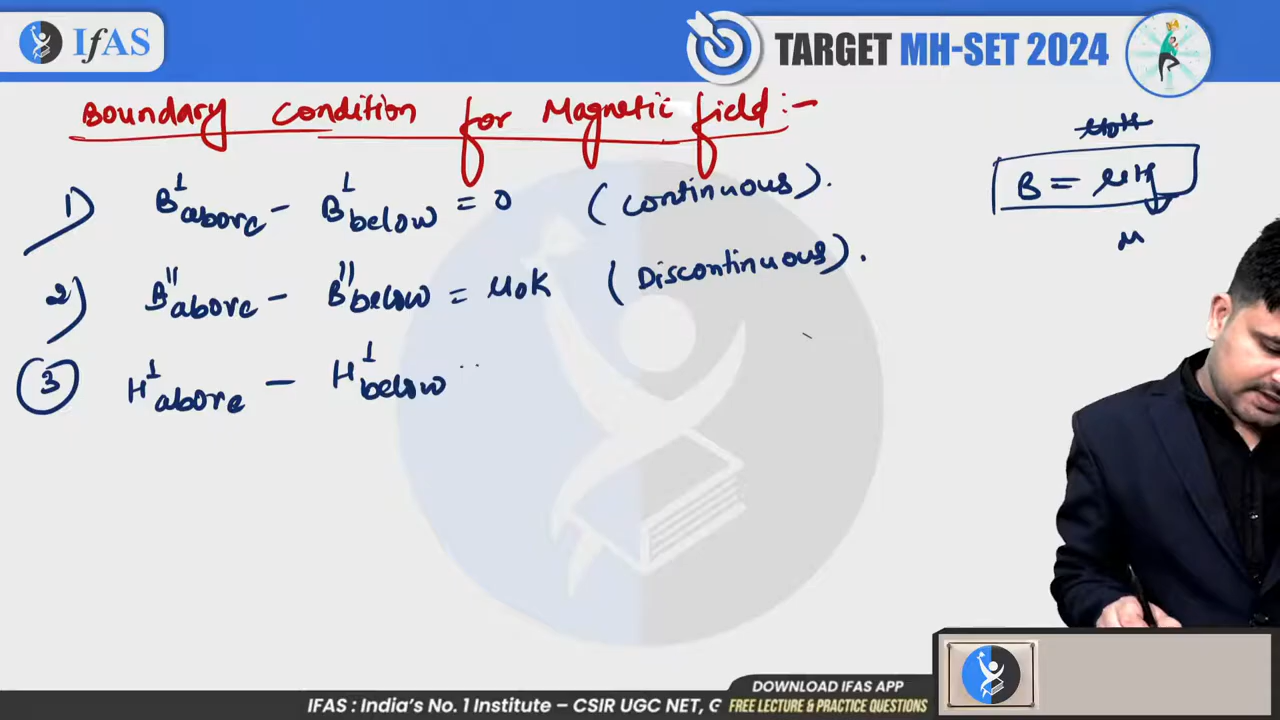 IfAS
TARGET MH-SET 2024
Boundary Condition for Magnetic field :-
1) B⊥above - B⊥below = 0 (Continuous).
2) B"above - B"below = μ0K (Discontinuous).
3 H⊥above - H⊥below
B = μH
μ
IFAS : India's No. 1 Institute – CSIR UGC NET, G
DOWNLOAD IFAS APP
FREE LECTURE & PRACTICE QUESTIONS